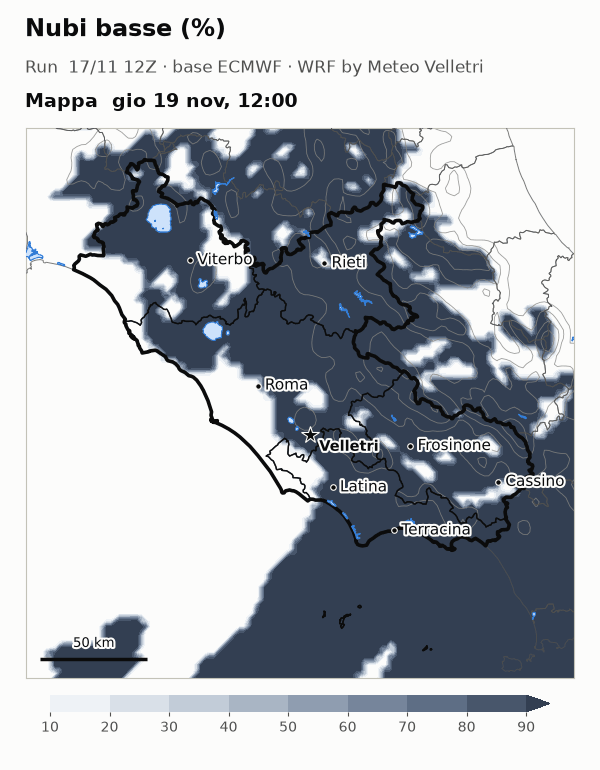 Nubi basse (%)
Run 17/11 12Z · base ECMWF · WRF by Meteo Velletri
Mappa gio 19 nov, 12:00
Viterbo
Rieti
Roma
Velletri
Frosinone
Cassino
Latina
Terracina
50 km
10 20 30 40 50 60 70 80 90